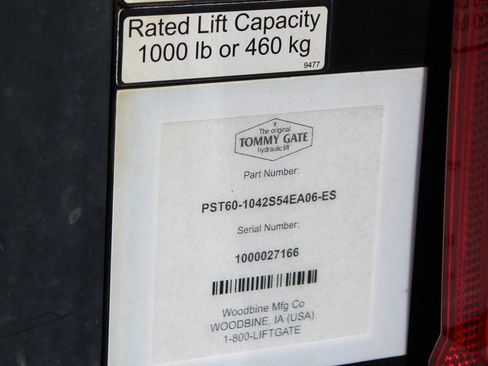 Rated Lift Capacity
1000 lb or 460 kg
9477
The original
TOMMY GATE
hydraulic lift
Part Number:
PST60-1042S54EA06-ES
Serial Number:
1000027166
Woodbine Mfg Co
WOODBINE, IA (USA)
1-800-LIFTGATE